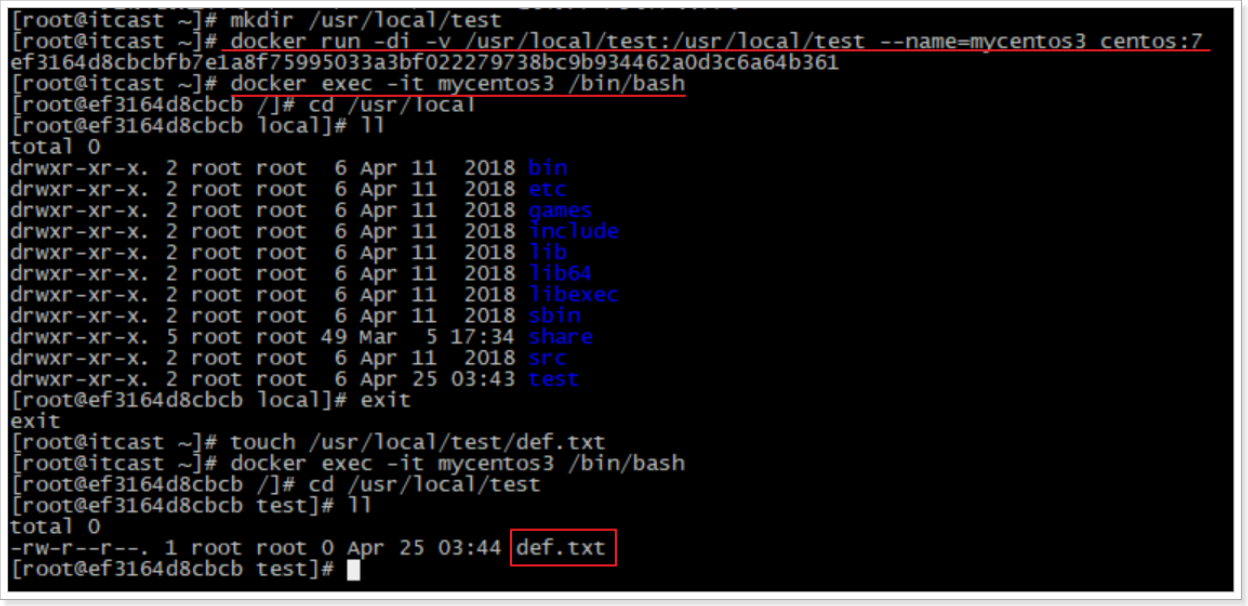 [root@itcast ~]# mkdir /usr/local/test
[root@itcast ~]# docker run -di -v /usr/local/test:/usr/local/test --name=mycentos3 centos:7
ef3164d8cbcbfb7e1a8f75995033a3bf022279738bc9b934462a0d3c6a64b361
[root@itcast ~]# docker exec -it mycentos3 /bin/bash
[root@ef3164d8cbcb /]# cd /usr/local
[root@ef3164d8cbcb local]# ll
total 0
drwxr-xr-x. 2 root root  6 Apr 11  2018 bin
drwxr-xr-x. 2 root root  6 Apr 11  2018 etc
drwxr-xr-x. 2 root root  6 Apr 11  2018 games
drwxr-xr-x. 2 root root  6 Apr 11  2018 include
drwxr-xr-x. 2 root root  6 Apr 11  2018 lib
drwxr-xr-x. 2 root root  6 Apr 11  2018 lib64
drwxr-xr-x. 2 root root  6 Apr 11  2018 libexec
drwxr-xr-x. 2 root root  6 Apr 11  2018 sbin
drwxr-xr-x. 5 root root 49 Mar  5 17:34 share
drwxr-xr-x. 2 root root  6 Apr 11  2018 src
drwxr-xr-x. 2 root root  6 Apr 25 03:43 test
[root@ef3164d8cbcb local]# exit
exit
[root@itcast ~]# touch /usr/local/test/def.txt
[root@itcast ~]# docker exec -it mycentos3 /bin/bash
[root@ef3164d8cbcb /]# cd /usr/local/test
[root@ef3164d8cbcb test]# ll
total 0
-rw-r--r--. 1 root root 0 Apr 25 03:44 def.txt
[root@ef3164d8cbcb test]#